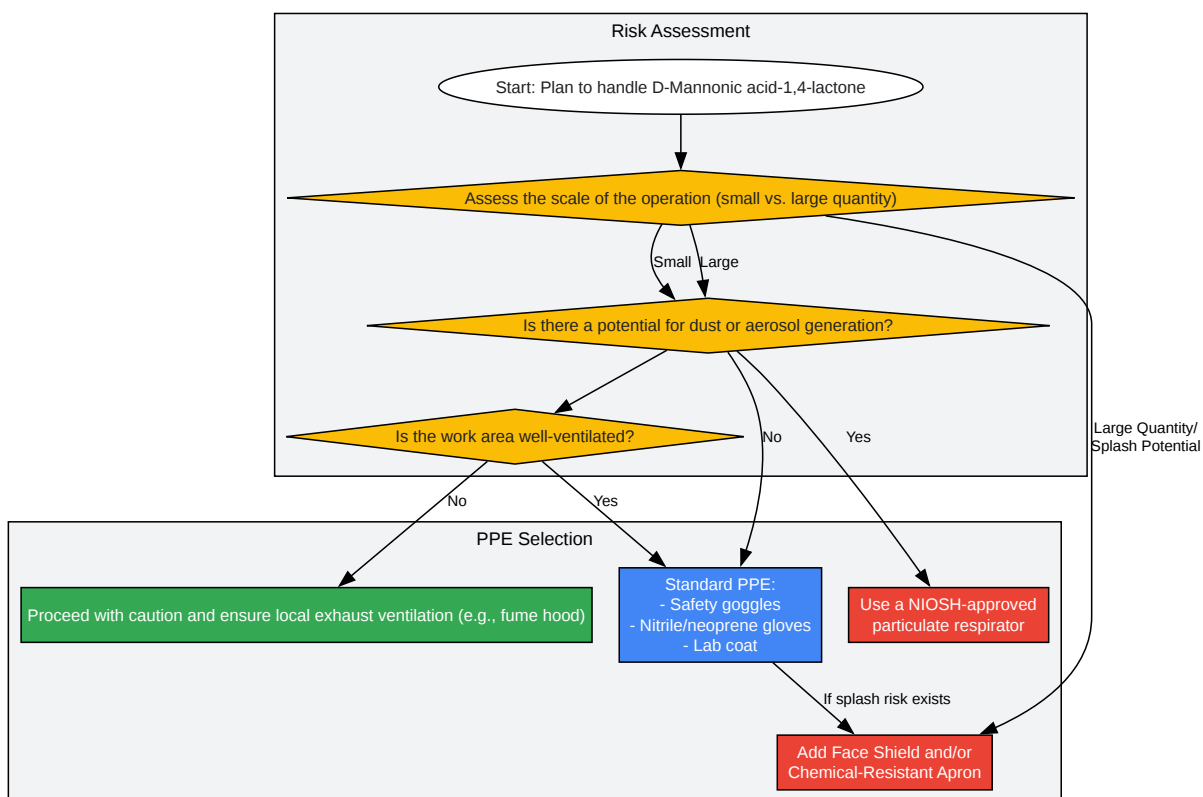 Risk Assessment
Start: Plan to handle D-Mannonic acid-1,4-lactone
Assess the scale of the operation (small vs. large quantity)
Small
Large
Is there a potential for dust or aerosol generation?
Is the work area well-ventilated?
No
Yes
Large Quantity/
Splash Potential
No
Yes
PPE Selection
Proceed with caution and ensure local exhaust ventilation (e.g., fume hood)
Standard PPE:
- Safety goggles
- Nitrile/neoprene gloves
- Lab coat
Use a NIOSH-approved
particulate respirator
If splash risk exists
Add Face Shield and/or
Chemical-Resistant Apron